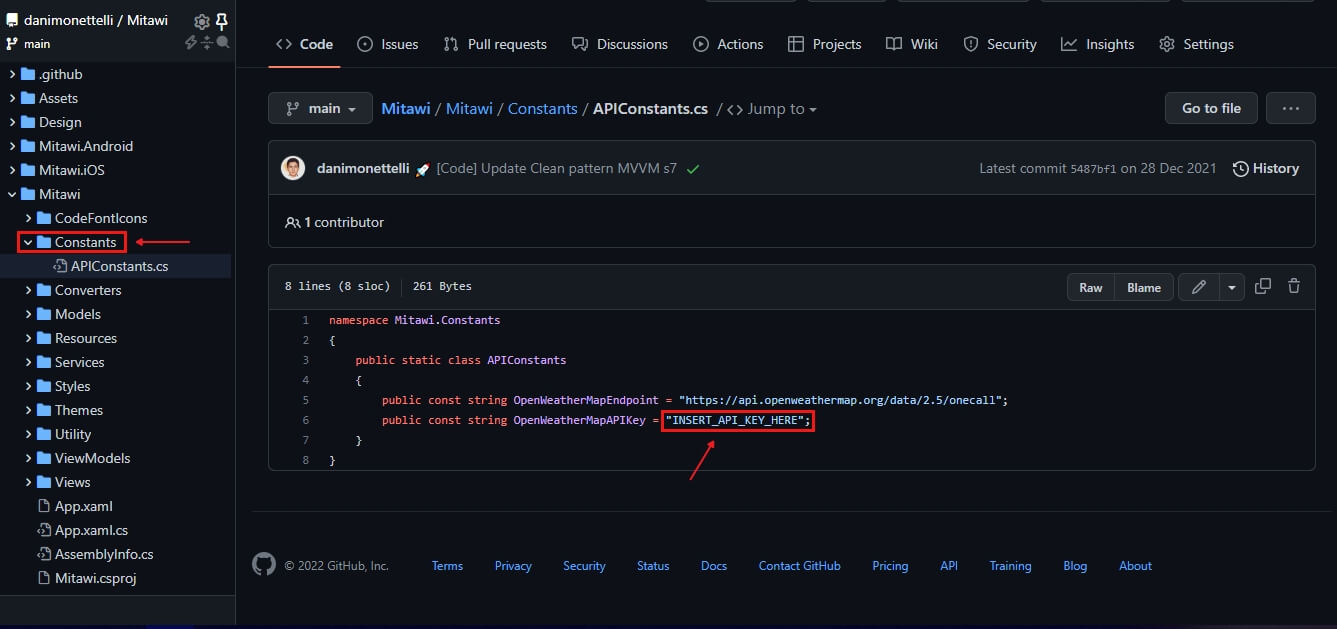 danimonettelli / Mitawi
main
.github
Assets
Design
Mitawi.Android
Mitawi.iOS
Mitawi
CodeFontIcons
Constants
APIConstants.cs
Converters
Models
Resources
Services
Styles
Themes
Utility
ViewModels
Views
App.xaml
App.xaml.cs
AssemblyInfo.cs
Mitawi.csproj
Code Issues Pull requests Discussions Actions Projects Wiki Security Insights Settings
main Mitawi / Mitawi / Constants / APIConstants.cs / Jump to Go to file ...
danimonettelli 🚀 [Code] Update Clean pattern MVVM s7 Latest commit 5487bf1 on 28 Dec 2021 History
1 contributor
8 lines (8 sloc) 261 Bytes Raw Blame
1 namespace Mitawi.Constants
2 {
3 public static class APIConstants
4 {
5 public const string OpenWeatherMapEndpoint = "https://api.openweathermap.org/data/2.5/onecall";
6 public const string OpenWeatherMapAPIKey = "INSERT_API_KEY_HERE";
7 }
8 }
© 2022 GitHub, Inc. Terms Privacy Security Status Docs Contact GitHub Pricing API Training Blog About